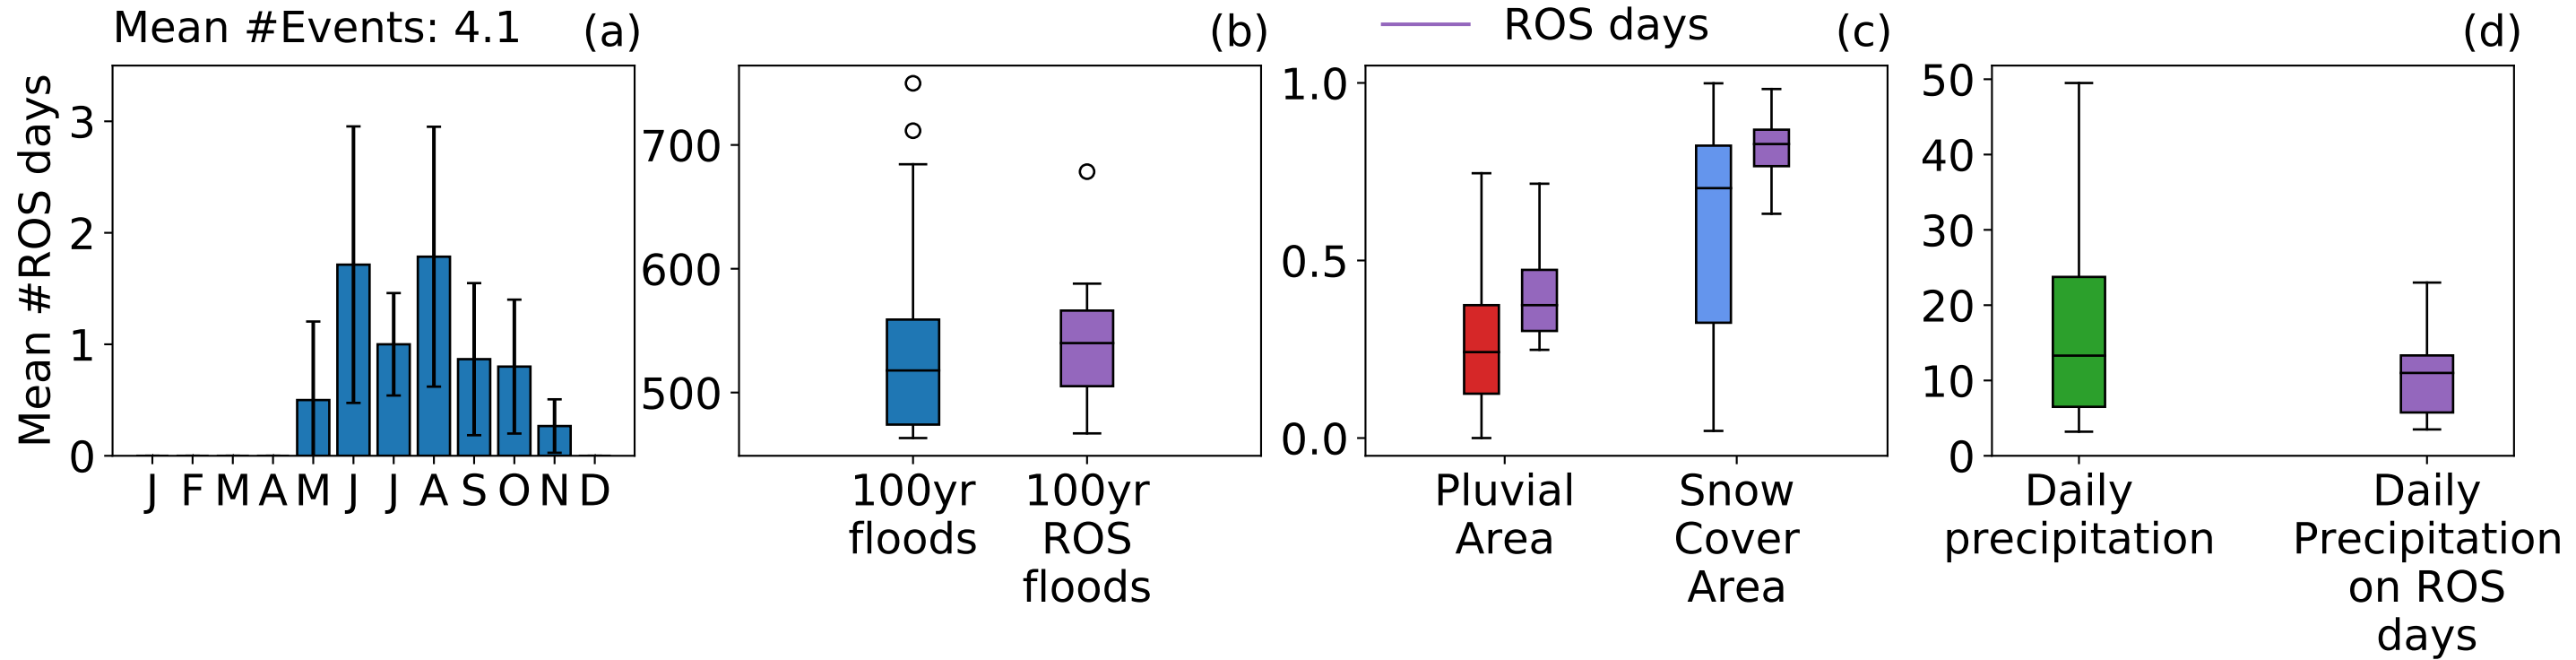 Mean #Events: 4.1
(a)
Mean #ROS days
3
2
1
0
J F M A M J J A S O N D
(b)
700
600
500
100yr
floods
100yr
ROS
floods
ROS days
(c)
1.0
0.5
0.0
Pluvial
Area
Snow
Cover
Area
(d)
50
40
30
20
10
0
Daily
precipitation
Daily
Precipitation
on ROS
days